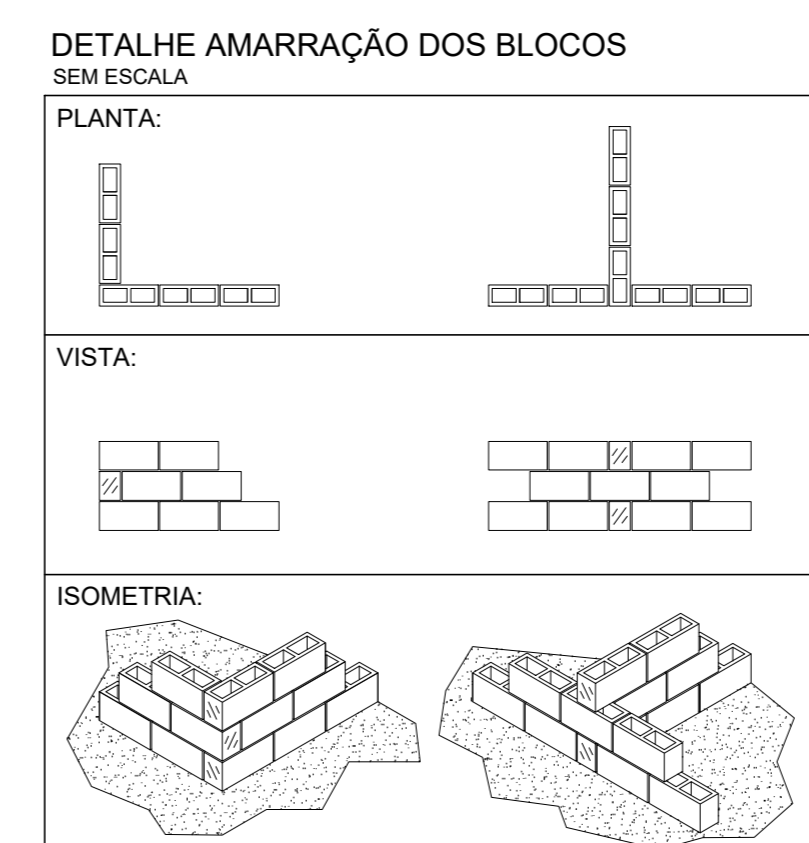 DETALHE AMARRAÇÃO DOS BLOCOS
SEM ESCALA
PLANTA:
VISTA:
ISOMETRIA: